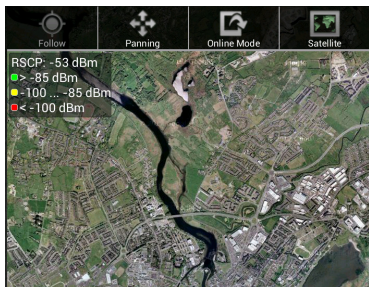 Follow
Panning
Online Mode
Satellite
RSCP: -53 dBm
> -85 dBm
-100 ... -85 dBm
< -100 dBm